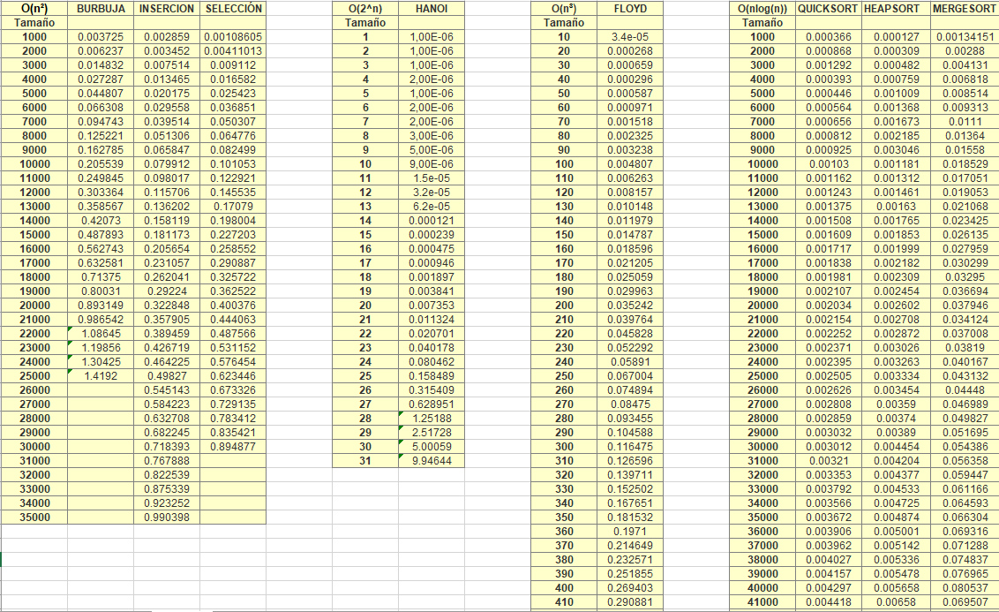 O(n²) BURBUJA INSERCION SELECCIÓN O(2^n) HANOI O(n³) FLOYD O(nlog(n)) QUICKSORT HEAPSORT MERGESORT
Tamaño Tamaño Tamaño Tamaño
1000 0.003725 0.002859 0.00108605 1 1,00E-06 10 3.4e-05 1000 0.000366 0.000127 0.00134151
2000 0.006237 0.003452 0.00411013 2 1,00E-06 20 0.000268 2000 0.000868 0.000309 0.00288
3000 0.014832 0.007514 0.009112 3 1,00E-06 30 0.000659 3000 0.001292 0.000482 0.004131
4000 0.027287 0.013465 0.016582 4 2,00E-06 40 0.000296 4000 0.000393 0.000759 0.006818
5000 0.044807 0.020175 0.025423 5 1,00E-06 50 0.000587 5000 0.000446 0.001009 0.008514
6000 0.066308 0.029558 0.036851 6 2,00E-06 60 0.000971 6000 0.000564 0.001368 0.009313
7000 0.094743 0.039514 0.050307 7 2,00E-06 70 0.001518 7000 0.000656 0.001673 0.0111
8000 0.125221 0.051306 0.064776 8 3,00E-06 80 0.002325 8000 0.000812 0.002185 0.01364
9000 0.162785 0.065847 0.082499 9 5,00E-06 90 0.003238 9000 0.000925 0.003046 0.01558
10000 0.205539 0.079912 0.101053 10 9,00E-06 100 0.004807 10000 0.00103 0.001181 0.018529
11000 0.249845 0.098017 0.122921 11 1.5e-05 110 0.006263 11000 0.001162 0.001312 0.017051
12000 0.303364 0.115706 0.145535 12 3.2e-05 120 0.008157 12000 0.001243 0.001461 0.019053
13000 0.358567 0.136202 0.17079 13 6.2e-05 130 0.010148 13000 0.001375 0.00163 0.021068
14000 0.42073 0.158119 0.198004 14 0.000121 140 0.011979 14000 0.001508 0.001765 0.023425
15000 0.487893 0.181173 0.227203 15 0.000239 150 0.014787 15000 0.001609 0.001853 0.026135
16000 0.562743 0.205654 0.258552 16 0.000475 160 0.018596 16000 0.001717 0.001999 0.027959
17000 0.632581 0.231057 0.290887 17 0.000946 170 0.021205 17000 0.001838 0.002182 0.030299
18000 0.71375 0.262041 0.325722 18 0.001897 180 0.025059 18000 0.001981 0.002309 0.03295
19000 0.80031 0.29224 0.362522 19 0.003841 190 0.029963 19000 0.002107 0.002454 0.036694
20000 0.893149 0.322848 0.400376 20 0.007353 200 0.035242 20000 0.002034 0.002602 0.037946
21000 0.986542 0.357905 0.444063 21 0.011324 210 0.039764 21000 0.002154 0.002708 0.034124
22000 1.08645 0.389459 0.487566 22 0.020701 220 0.045828 22000 0.002252 0.002872 0.037008
23000 1.19856 0.426719 0.531152 23 0.040178 230 0.052292 23000 0.002371 0.003026 0.03819
24000 1.30425 0.464225 0.576454 24 0.080462 240 0.05891 24000 0.002395 0.003263 0.040167
25000 1.4192 0.49827 0.623446 25 0.158489 250 0.067004 25000 0.002505 0.003334 0.043132
26000 0.545143 0.673326 26 0.315409 260 0.074894 26000 0.002626 0.003454 0.04448
27000 0.584223 0.729135 27 0.628951 270 0.08475 27000 0.002808 0.00359 0.046989
28000 0.632708 0.783412 28 1.25188 280 0.093455 28000 0.002859 0.00374 0.049827
29000 0.682245 0.835421 29 2.51728 290 0.104588 29000 0.003032 0.00389 0.051695
30000 0.718393 0.894877 30 5.00059 300 0.116475 30000 0.003012 0.004454 0.054386
31000 0.767888 31 9.94644 310 0.126596 31000 0.00321 0.004204 0.056358
32000 0.822539 320 0.139711 32000 0.003353 0.004377 0.059447
33000 0.875339 330 0.152502 33000 0.003792 0.004533 0.061166
34000 0.923252 340 0.167651 34000 0.003566 0.004725 0.064593
35000 0.990398 350 0.181532 35000 0.003672 0.004874 0.066304
360 0.1971 36000 0.003906 0.005001 0.069316
370 0.214649 37000 0.003962 0.005142 0.071288
380 0.232571 38000 0.004027 0.005336 0.074837
390 0.251855 39000 0.004157 0.005478 0.076965
400 0.269403 40000 0.004297 0.005658 0.080537
410 0.290881 41000 0.004418 0.00658 0.069507